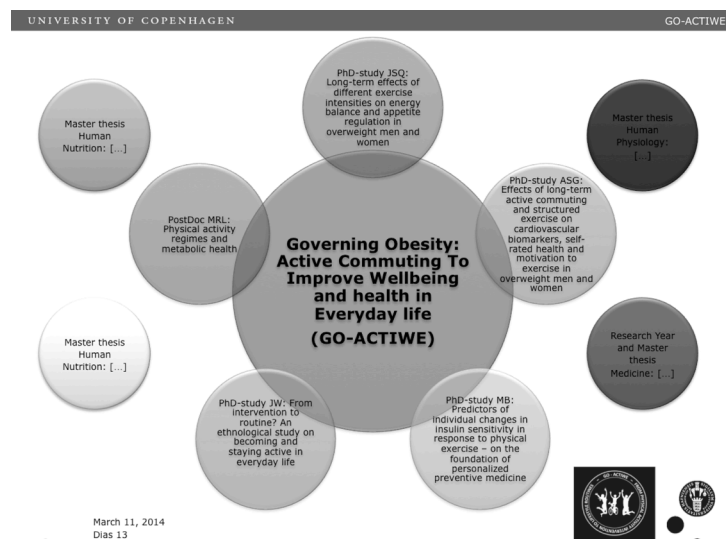 UNIVERSITY OF COPENHAGEN
GO-ACTIWE
PhD-study JSQ:
Long-term effects of
different exercise
intensities on energy
balance and appetite
regulation in
overweight men and
women
Master thesis
Human
Nutrition: [...]
Master thesis
Human
Physiology:
[...]
PostDoc MRL:
Physical activity
regimes and
metabolic health
PhD-study ASG:
Effects of long-term
active commuting
and structured
exercise on
cardiovascular
biomarkers, self-
rated health and
motivation to
exercise in
overweight men and
women
Governing Obesity:
Active Commuting To
Improve Wellbeing
and health in
Everyday life
(GO-ACTIWE)
Master thesis
Human
Nutrition: [...]
Research Year
and Master
thesis
Medicine: [...]
PhD-study JW: From
intervention to
routine? An
ethnological study on
becoming and
staying active in
everyday life
PhD-study MB:
Predictors of
individual changes in
insulin sensitivity in
response to physical
exercise – on the
foundation of
personalized
preventive medicine
March 11, 2014
Dias 13